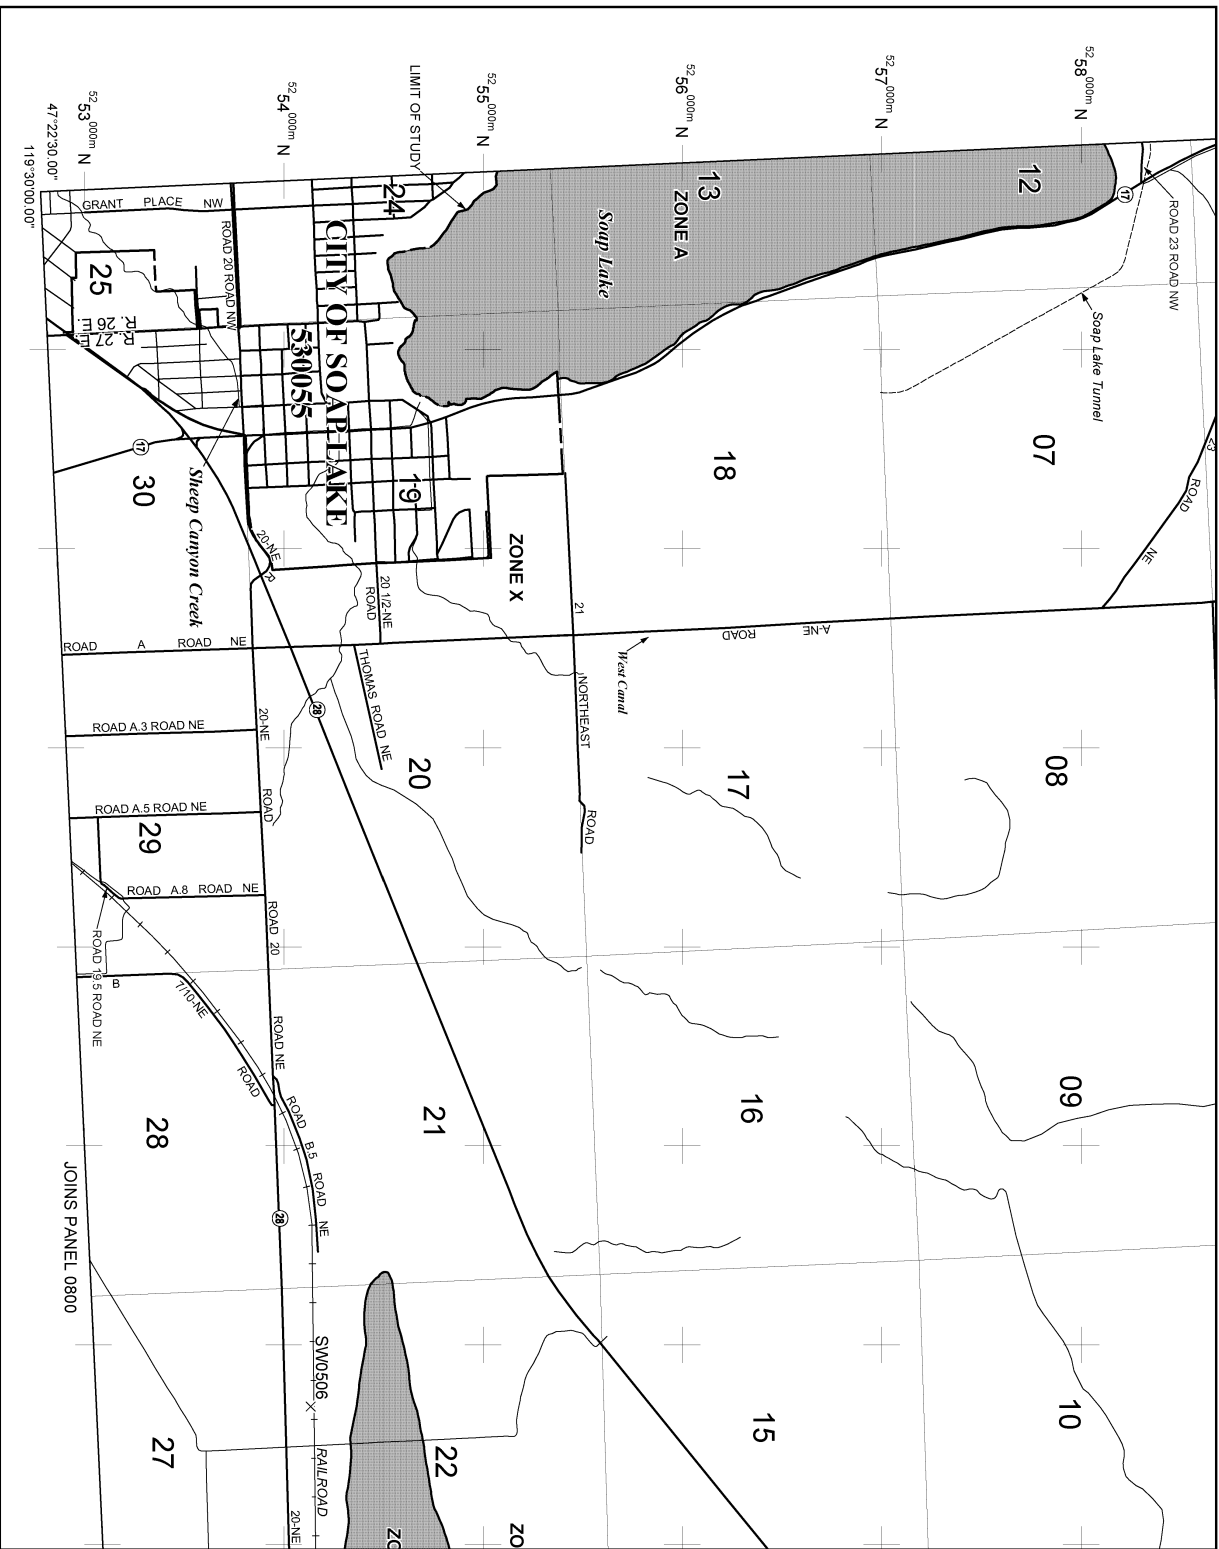 52 53 000m N
52 54 000m N
52 55 000m N
52 56 000m N
52 57 000m N
52 58 000m N
47°22'30.00"
119°30'00.00"
LIMIT OF STUDY
GRANT PLACE NW
ROAD 20 ROAD NW
24
25
R. 26 E.
R. 27 E.
CITY OF SOAP LAKE
530055
Soap Lake
13
ZONE A
12
17
ROAD 23 ROAD NW
Soap Lake Tunnel
07
18
19
ZONE X
17
30
Sheep Canyon Creek
20-NE
20 1/2-NE
ROAD
21
NORTHEAST
ROAD
ROAD
NE
ROAD
A-NE
West Canal
ROAD A ROAD NE
THOMAS ROAD NE
28
20-NE
ROAD
ROAD A.3 ROAD NE
ROAD A.5 ROAD NE
29
ROAD A.8 ROAD NE
ROAD 19.5 ROAD NE
B
7/10-NE
ROAD
ROAD 20
ROAD NE
ROAD B.5 ROAD NE
20
17
08
21
16
09
28
28
JOINS PANEL 0800
SW0506
RAILROAD
20-NE
27
22
15
10
ZO
ZO